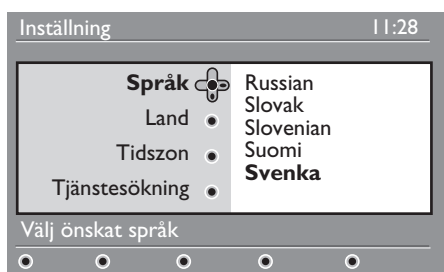 Inställning 11:28
Språk
Land
Tidszon
Tjänstesökning
Russian
Slovak
Slovenian
Suomi
Svenka
Välj önskat språk